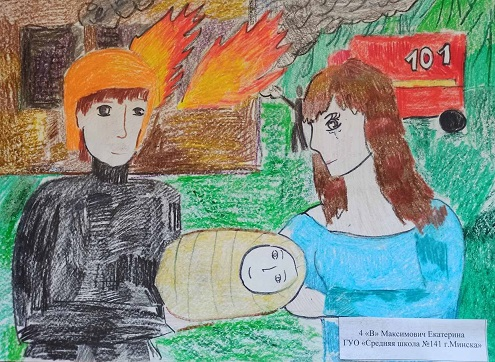 101
4 «В» Максимович Екатерина
ГУО «Средняя школа №141 г.Минска»